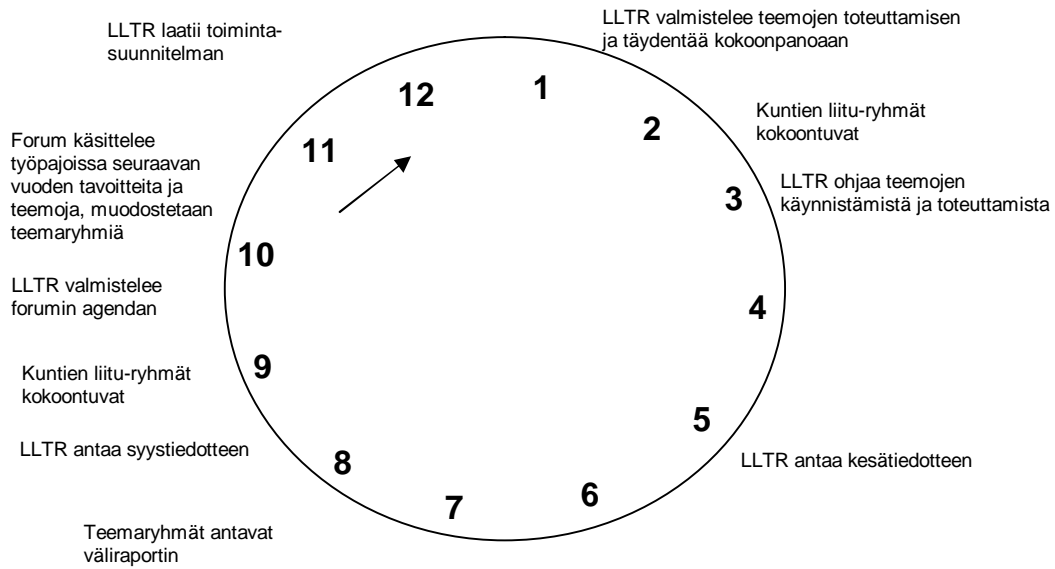 LLTR valmistelee teemojen toteuttamisen
ja täydentää kokoonpanoaan
LLTR laatii toiminta-
suunnitelman
12
1
2
Kuntien liitu-ryhmät
kokoontuvat
Forum käsittelee
työpajoissa seuraavan
vuoden tavoitteita ja
teemoja, muodostetaan
teemaryhmiä
11
3
LLTR ohjaa teemojen
käynnistämistä ja toteuttamista
10
LLTR valmistelee
forumin agendan
4
9
Kuntien liitu-ryhmät
kokoontuvat
5
LLTR antaa syystiedotteen
8
LLTR antaa kesätiedotteen
7
6
Teemaryhmät antavat
väliraportin